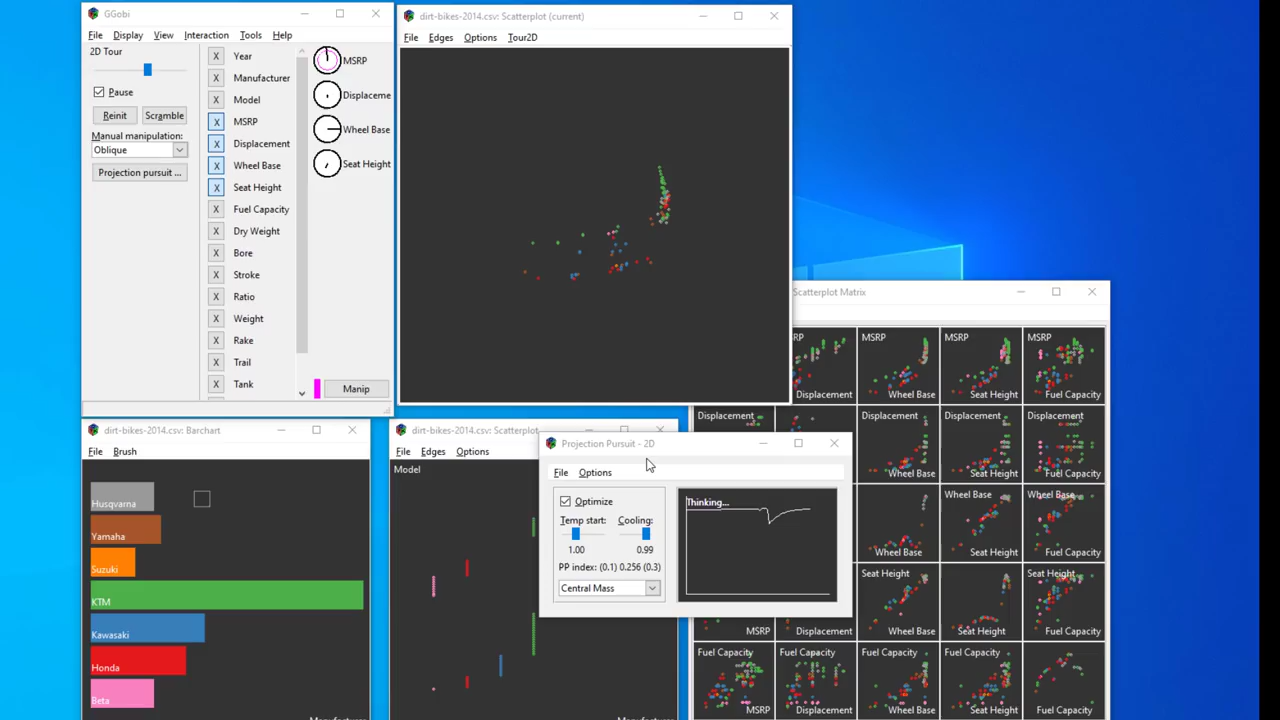 GGobi
File Display View Interaction Tools Help
2D Tour
Pause
Reinit Scramble
Manual manipulation:
Oblique
Projection pursuit ...
X Year
X Manufacturer
X Model
X MSRP
X Displacement
X Wheel Base
X Seat Height
X Fuel Capacity
X Dry Weight
X Bore
X Stroke
X Ratio
X Weight
X Rake
X Trail
X Tank
MSRP
Displaceme
Wheel Base
Seat Height
Manip
dirt-bikes-2014.csv: Scatterplot (current)
File Edges Options Tour2D
Scatterplot Matrix
RP MSRP MSRP MSRP
Displacement Wheel Base Seat Height Fuel Capacity
Displacement Displacement Displacement Displacement
Wheel Base Seat Height Fuel Capacity
Wheel Base Wheel Base
Wheel Base Seat Height Fuel Capacity
Seat Height Seat Height
MSRP Displacement Wheel Base Seat Height Fuel Capacity
Fuel Capacity Fuel Capacity Fuel Capacity Fuel Capacity
MSRP Displacement Wheel Base Seat Height Fuel Capacity
dirt-bikes-2014.csv: Barchart
File Brush
Husqvarna
Yamaha
Suzuki
KTM
Kawasaki
Honda
Beta
dirt-bikes-2014.csv: Scatterplot
File Edges Options
Model
Projection Pursuit - 2D
File Options
Optimize
Temp start: Cooling:
1.00 0.99
PP index: (0.1) 0.256 (0.3)
Central Mass
Thinking...